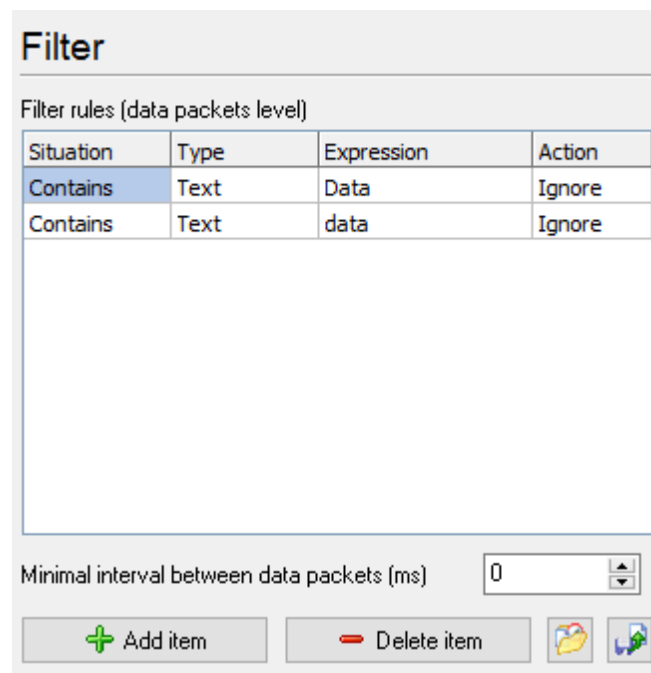 Filter
Filter rules (data packets level)
Situation Type Expression Action
Contains Text Data Ignore
Contains Text data Ignore
Minimal interval between data packets (ms) 0
Add item Delete item